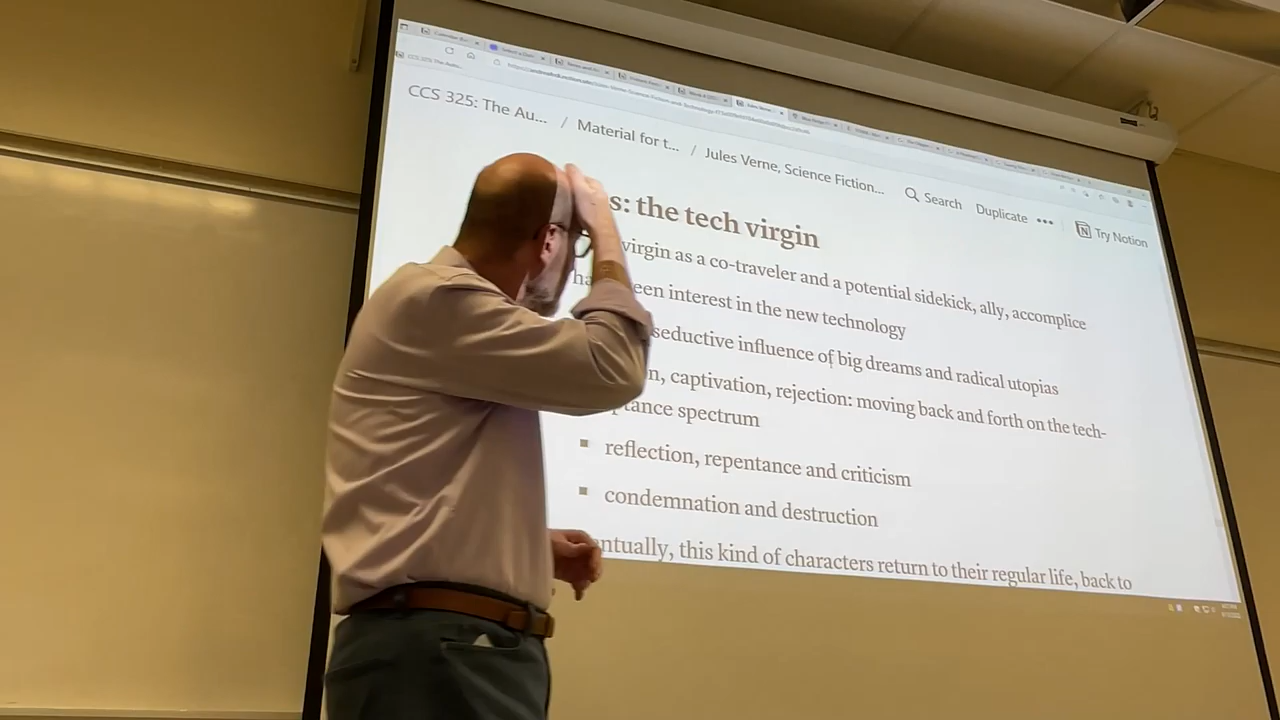 CCS 325: The Au... / Material for t... / Jules Verne, Science Fiction... Search Duplicate ••• Try Notion
s: the tech virgin
virgin as a co-traveler and a potential sidekick, ally, accomplice
een interest in the new technology
seductive influence of big dreams and radical utopias
n, captivation, rejection: moving back and forth on the tech-
ptance spectrum
▪ reflection, repentance and criticism
▪ condemnation and destruction
ntually, this kind of characters return to their regular life, back to